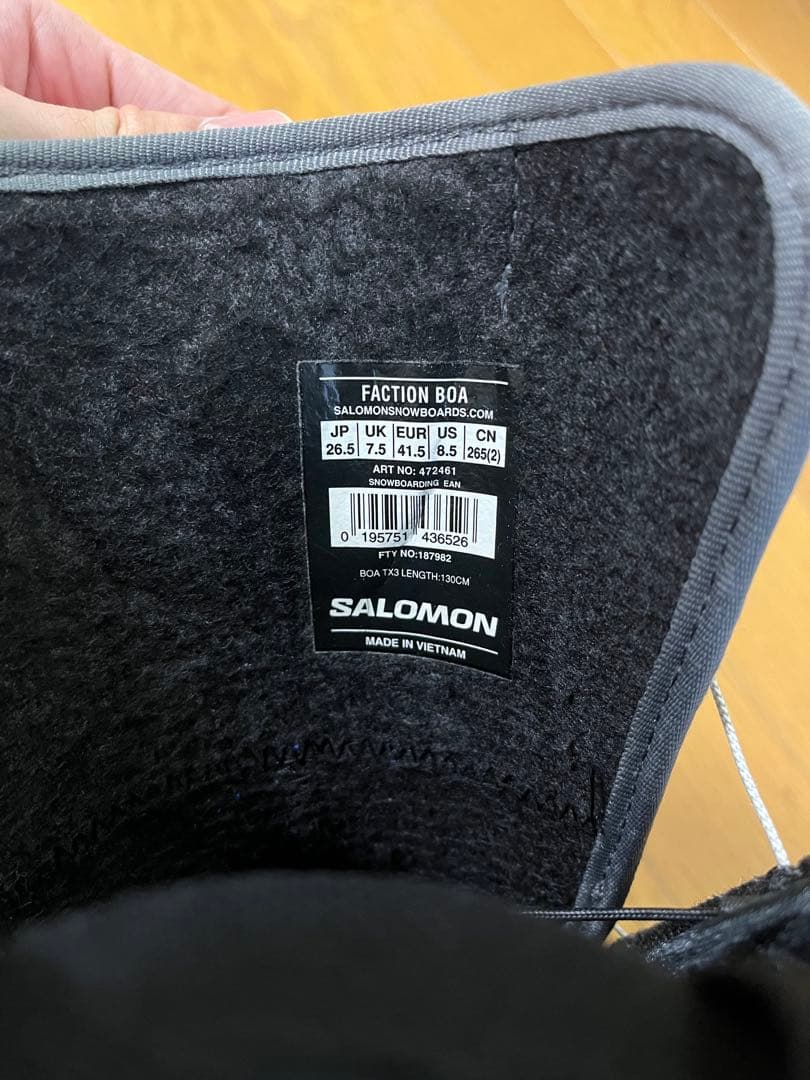 FACTION BOA
SALOMONSNOWBOARDS.COM
JP UK EUR US CN
26.5 7.5 41.5 8.5 265(2)
ART NO: 472461
SNOWBOARDING EAN
0 195751 436526
FTY NO:187982
BOA TX3 LENGTH:130CM
SALOMON
MADE IN VIETNAM